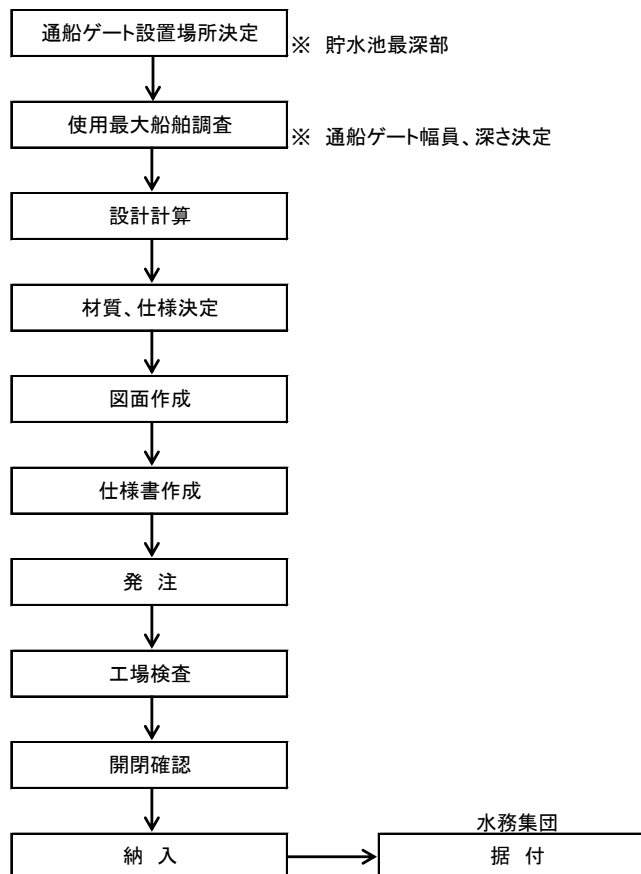 通船ゲート設置場所決定
※ 貯水池最深部
使用最大船舶調査
※ 通船ゲート幅員、深さ決定
設計計算
材質、仕様決定
図面作成
仕様書作成
発 注
工場検査
開閉確認
水務集団
納 入
据 付